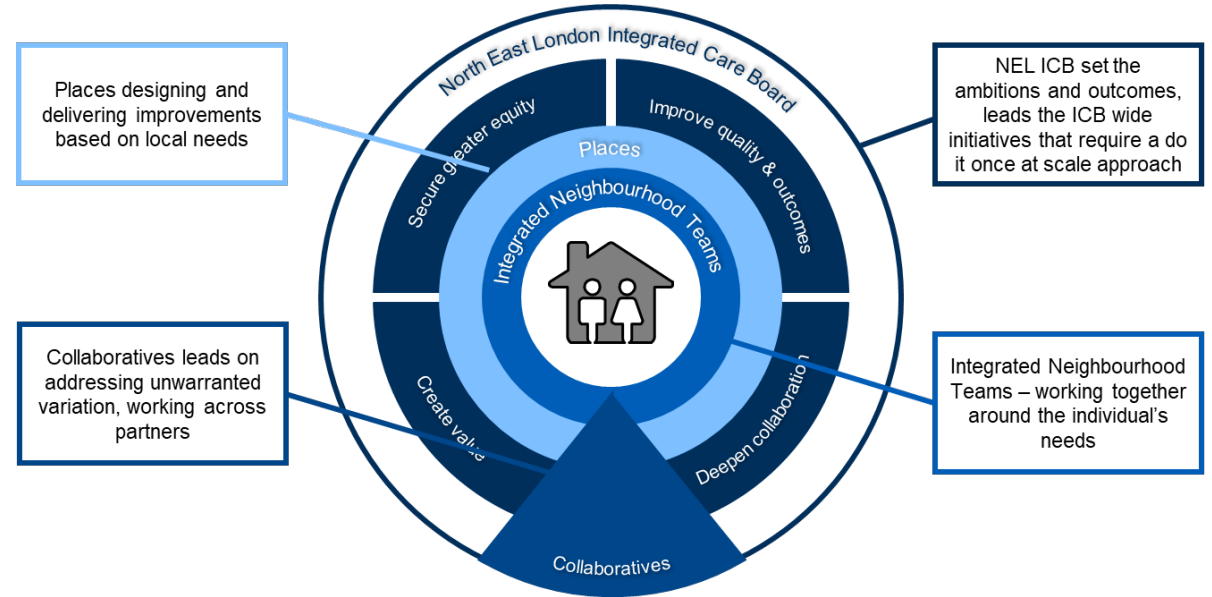 North East London Integrated Care Board
Places designing and
delivering improvements
based on local needs
NEL ICB set the
ambitions and outcomes,
leads the ICB wide
initiatives that require a do
it once at scale approach
Secure greater equity
Improve quality & outcomes
Places
Integrated Neighbourhood Teams
Collaboratives leads on
addressing unwarranted
variation, working across
partners
Integrated Neighbourhood
Teams – working together
around the individual’s
needs
Create value
Deepen collaboration
Collaboratives